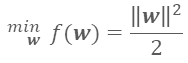 min w f(w) = ‖w‖² / 2